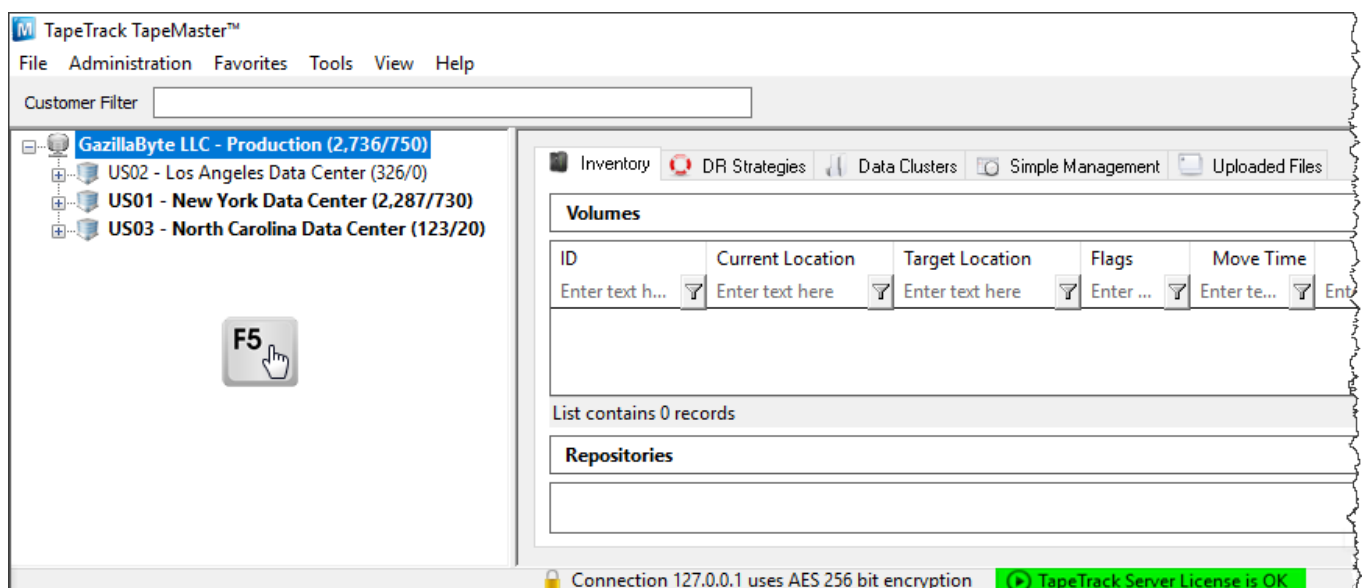 TapeTrack TapeMaster™
File Administration Favorites Tools View Help
Customer Filter
GazillaByte LLC - Production (2,736/750)
US02 - Los Angeles Data Center (326/0)
US01 - New York Data Center (2,287/730)
US03 - North Carolina Data Center (123/20)
F5
Inventory DR Strategies Data Clusters Simple Management Uploaded Files
Volumes
ID Current Location Target Location Flags Move Time
Enter text h... Enter text here Enter text here Enter ... Enter te... Ent
List contains 0 records
Repositories
Connection 127.0.0.1 uses AES 256 bit encryption TapeTrack Server License is OK